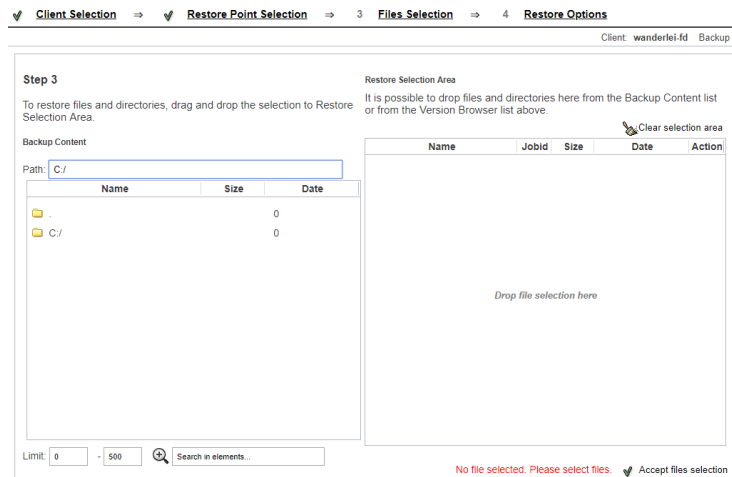 Client Selection ⇒ Restore Point Selection ⇒ 3 Files Selection ⇒ 4 Restore Options
Client: wanderlei-fd Backup
Step 3
To restore files and directories, drag and drop the selection to Restore
Selection Area.
Backup Content
Path: C:/
Name Size Date
. 0
C:/ 0
Limit: 0 - 500 Search in elements...
Restore Selection Area
It is possible to drop files and directories here from the Backup Content list
or from the Version Browser list above.
Clear selection area
Name Jobid Size Date Action
Drop file selection here
No file selected. Please select files. Accept files selection